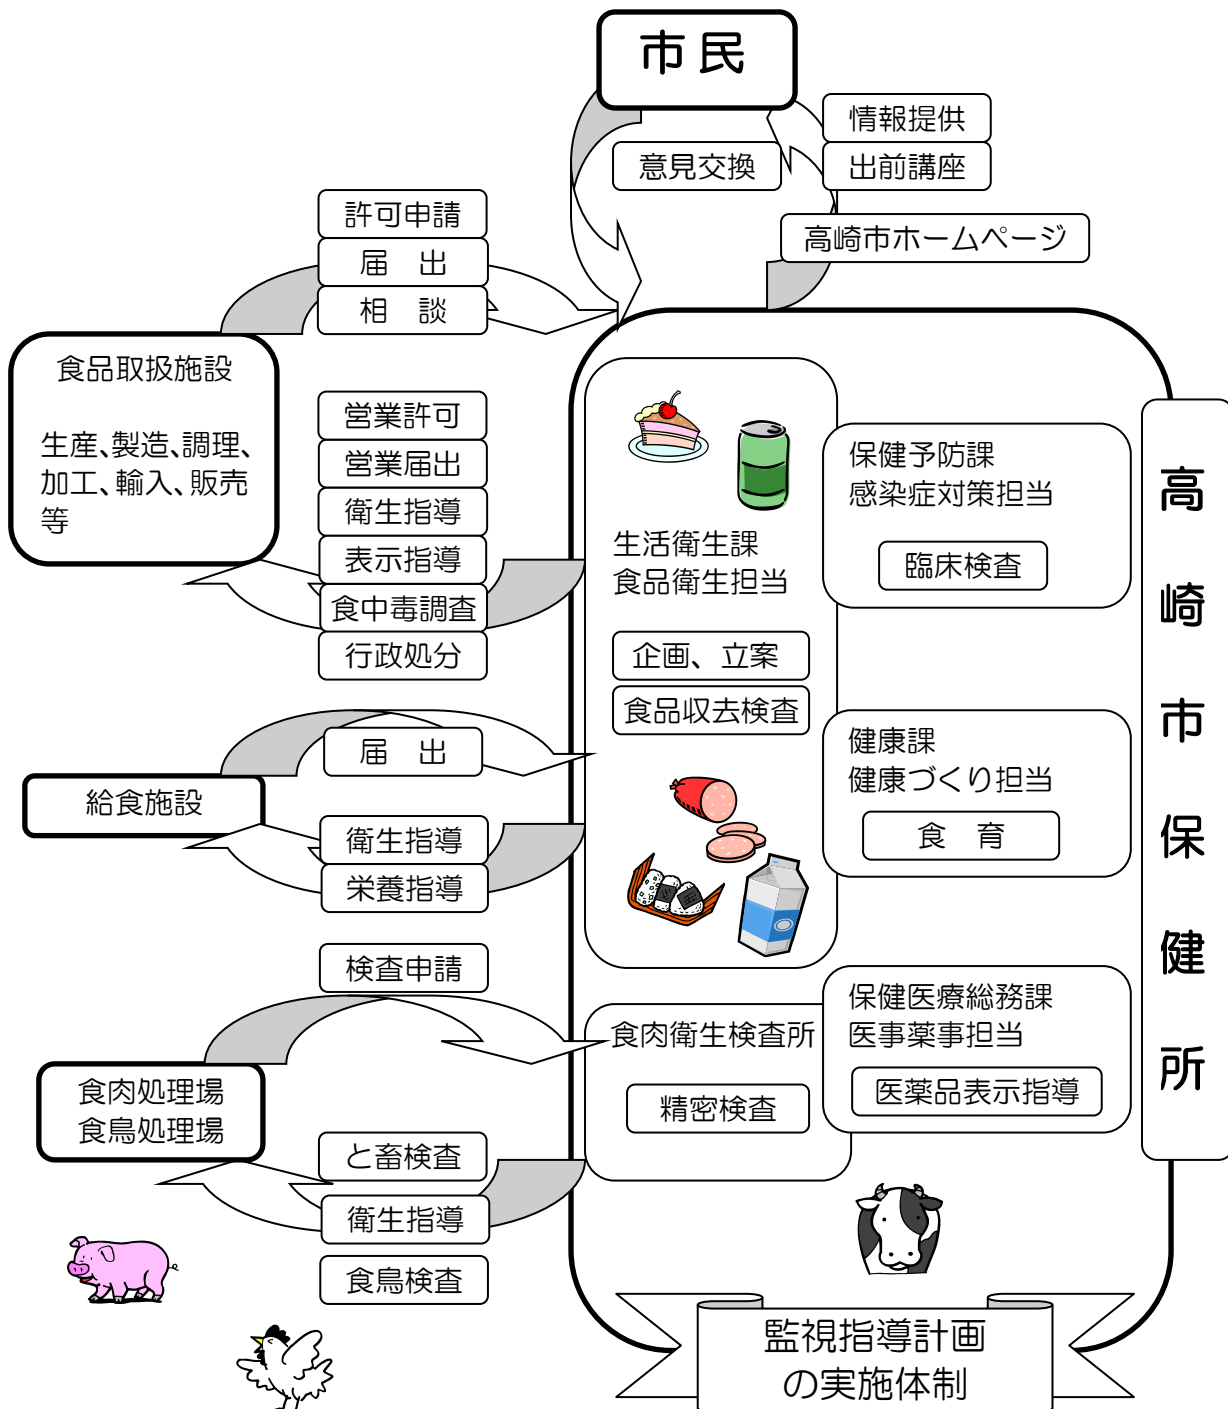 市民
情報提供
意見交換
出前講座
高崎市ホームページ
許可申請
届　出
相　談
食品取扱施設
生産、製造、調理、
加工、輸入、販売
等
営業許可
営業届出
衛生指導
表示指導
食中毒調査
行政処分
届　出
給食施設
衛生指導
栄養指導
検査申請
食肉処理場
食鳥処理場
と畜検査
衛生指導
食鳥検査
生活衛生課
食品衛生担当
企画、立案
食品収去検査
食肉衛生検査所
精密検査
保健予防課
感染症対策担当
臨床検査
健康課
健康づくり担当
食　育
保健医療総務課
医事薬事担当
医薬品表示指導
高崎市保健所
監視指導計画
の実施体制